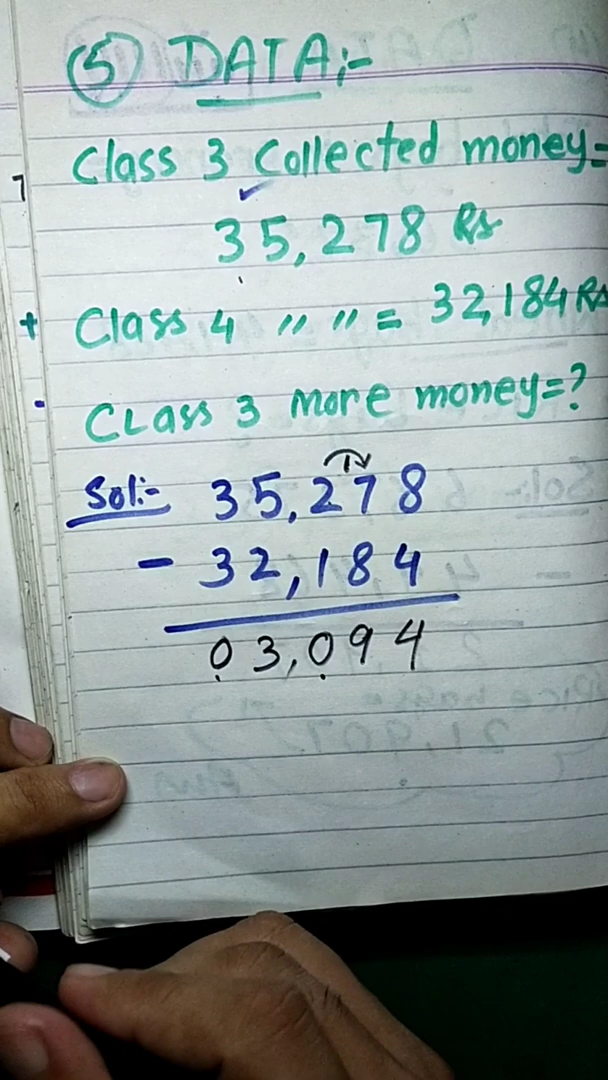 ⑤ DATA:-
Class 3 Collected money=
35,278 Rs
+ Class 4 〃 〃 = 32,184 Rs
• Class 3 more money=?
Sol:- 35,278
- 32,184
03,094